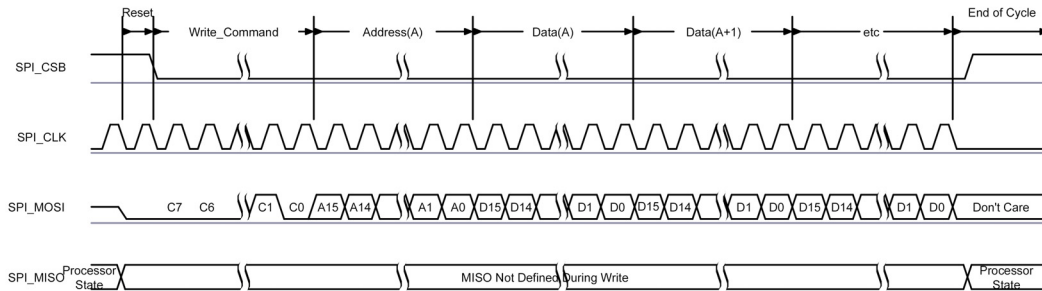 Reset
End of Cycle
Write_Command Address(A) Data(A) Data(A+1) etc
SPI_CSB
SPI_CLK
SPI_MOSI C7 C6 C1 C0 A15 A14 A1 A0 D15 D14 D1 D0 D15 D14 D1 D0 D15 D14 D1 D0 Don't Care
SPI_MISO Processor State MISO Not Defined During Write Processor State